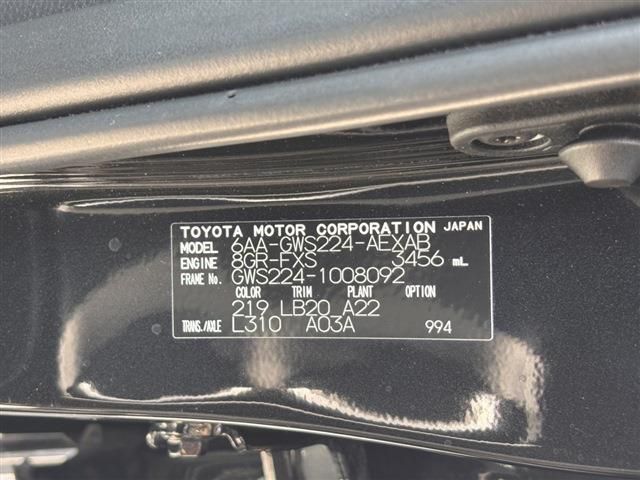 TOYOTA MOTOR CORPORATION JAPAN
MODEL 6AA-GWS224-AEXAB
ENGINE 8GR-FXS 3456 mL
FRAME No. GWS224-1008092
COLOR TRIM PLANT OPTION
219 LB20 A22
TRANS./AXLE L310 A03A 994